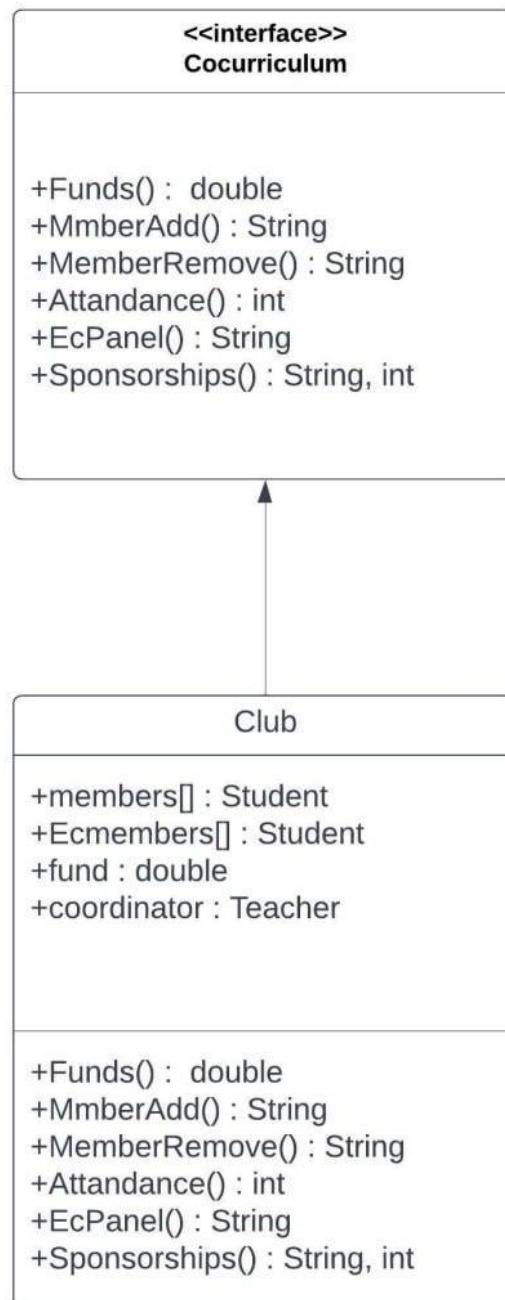 <<interface>>
Cocurriculum
+Funds() : double
+MmberAdd() : String
+MemberRemove() : String
+Attandance() : int
+EcPanel() : String
+Sponsorships() : String, int
Club
+members[] : Student
+Ecmembers[] : Student
+fund : double
+coordinator : Teacher
+Funds() : double
+MmberAdd() : String
+MemberRemove() : String
+Attandance() : int
+EcPanel() : String
+Sponsorships() : String, int